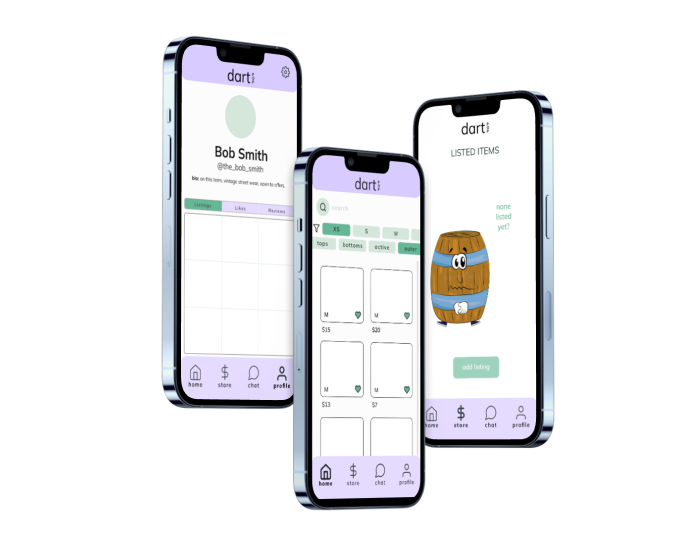 dart
Bob Smith
@the_bob_smith
bio: on this team, vintage street wear, open to offers.
Listings Likes Reviews
home store chat profile
dart
search
XS S M
tops bottoms active outer
M M
$15 $20
M M
$13 $7
home store chat profile
dart
LISTED ITEMS
none
listed
yet?
add listing
home store chat profile